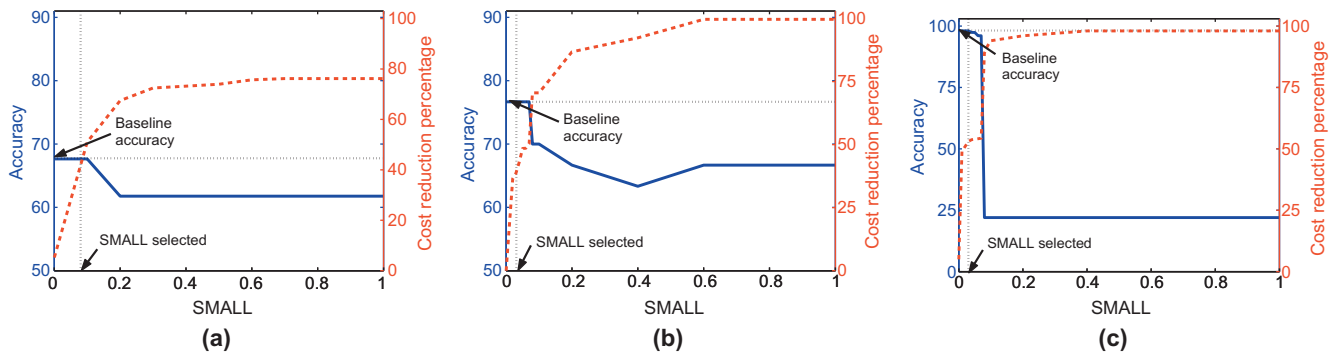 90
80
70
60
50
Accuracy
100
80
60
40
20
0
Cost reduction percentage
Baseline
accuracy
SMALL selected
0
0.2
0.4
0.6
0.8
1
SMALL
(a)
90
80
70
60
50
Accuracy
100
75
50
25
0
Cost reduction percentage
Baseline
accuracy
SMALL selected
0
0.2
0.4
0.6
0.8
1
SMALL
(b)
100
75
50
25
0
Accuracy
100
75
50
25
0
Cost reduction percentage
Baseline
accuracy
SMALL selected
0
0.2
0.4
0.6
0.8
1
SMALL
(c)